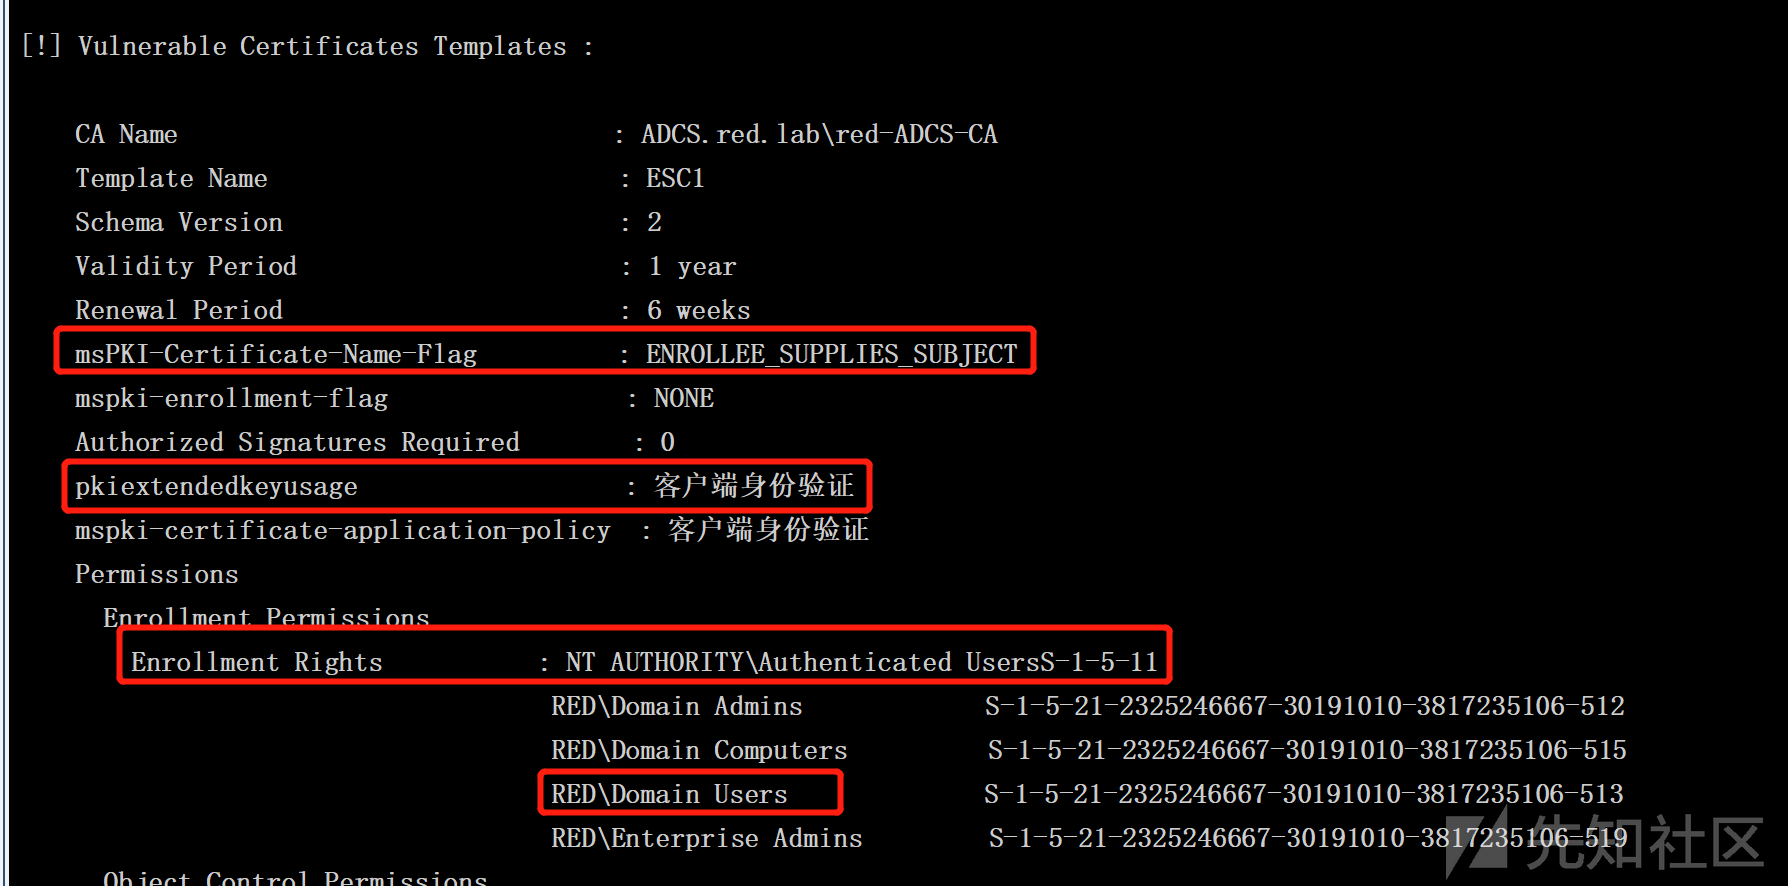 [!] Vulnerable Certificates Templates :
CA Name : ADCS.red.lab\red-ADCS-CA
Template Name : ESC1
Schema Version : 2
Validity Period : 1 year
Renewal Period : 6 weeks
msPKI-Certificate-Name-Flag : ENROLLEE_SUPPLIES_SUBJECT
mspki-enrollment-flag : NONE
Authorized Signatures Required : 0
pkiextendedkeyusage : 客户端身份验证
mspki-certificate-application-policy : 客户端身份验证
Permissions
Enrollment Permissions
Enrollment Rights : NT AUTHORITY\Authenticated UsersS-1-5-11
RED\Domain Admins S-1-5-21-2325246667-30191010-3817235106-512
RED\Domain Computers S-1-5-21-2325246667-30191010-3817235106-515
RED\Domain Users S-1-5-21-2325246667-30191010-3817235106-513
RED\Enterprise Admins S-1-5-21-2325246667-30191010-3817235106-519
Object Control Permissions
先知社区